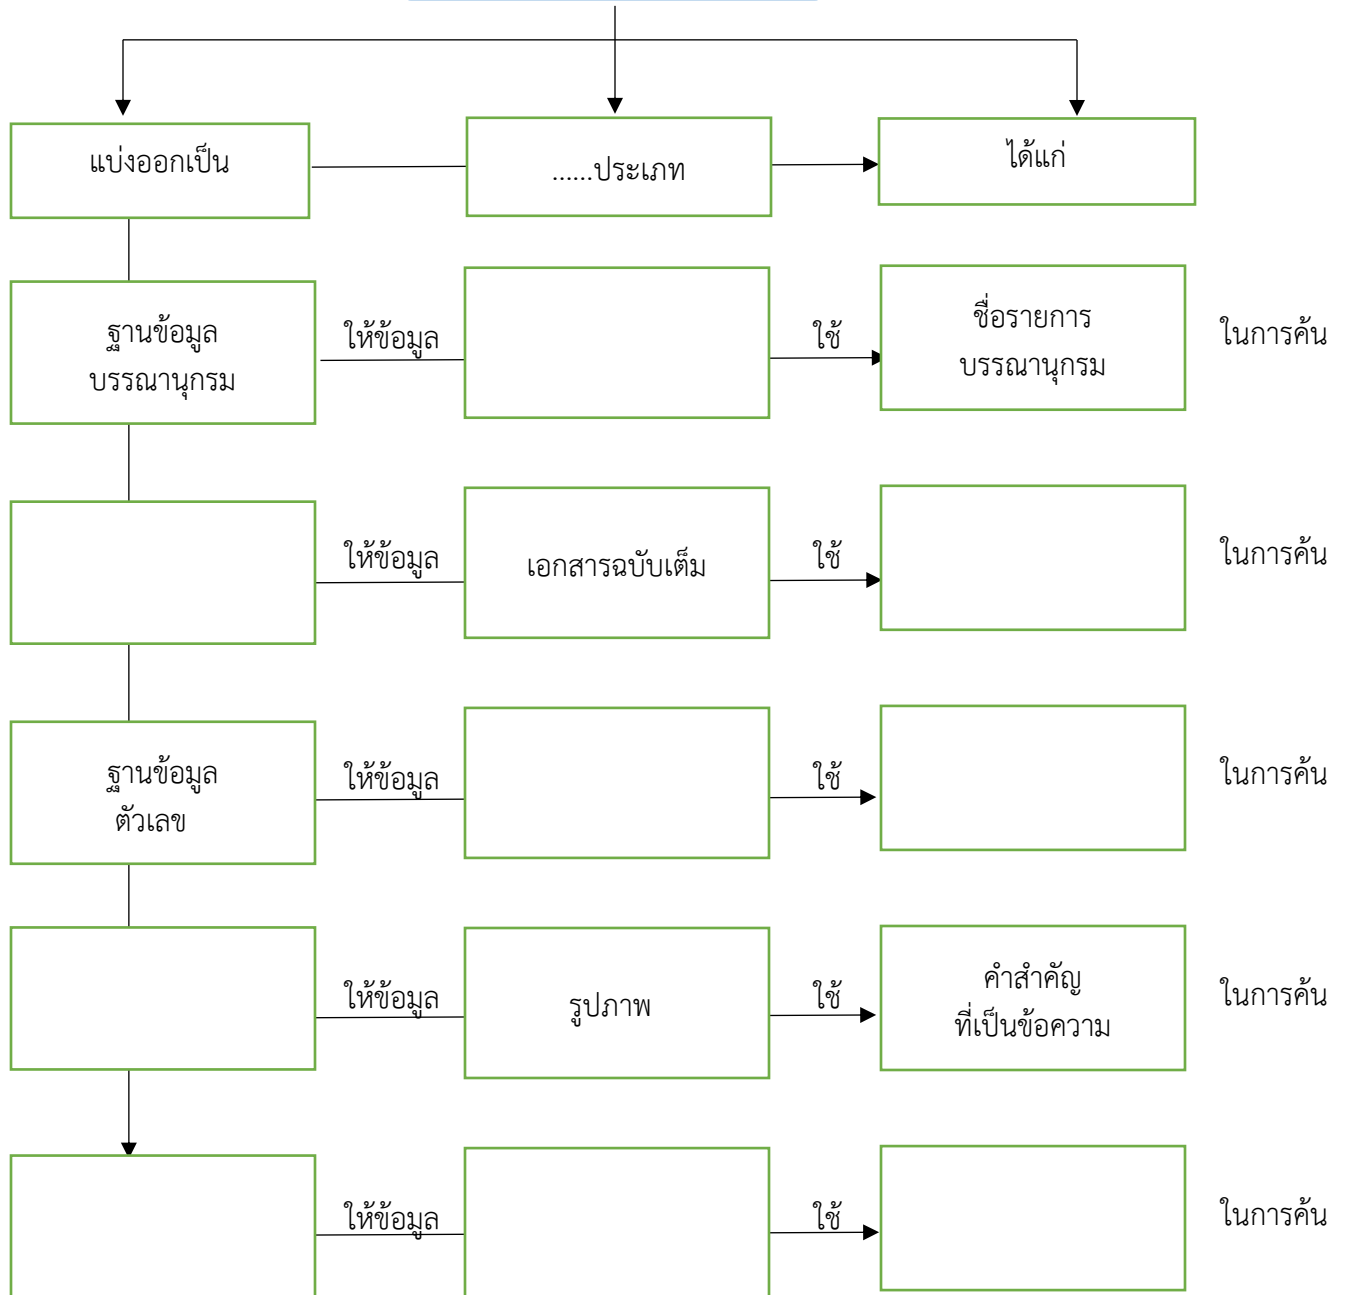 แบ่งออกเป็น
......ประเภท
ได้แก่
ฐานข้อมูล
บรรณานุกรม
ให้ข้อมูล
ใช้
ชื่อรายการ
บรรณานุกรม
ในการค้น
ให้ข้อมูล
เอกสารฉบับเต็ม
ใช้
ในการค้น
ฐานข้อมูล
ตัวเลข
ให้ข้อมูล
ใช้
ในการค้น
ให้ข้อมูล
รูปภาพ
ใช้
คำสำคัญ
ที่เป็นข้อความ
ในการค้น
ให้ข้อมูล
ใช้
ในการค้น